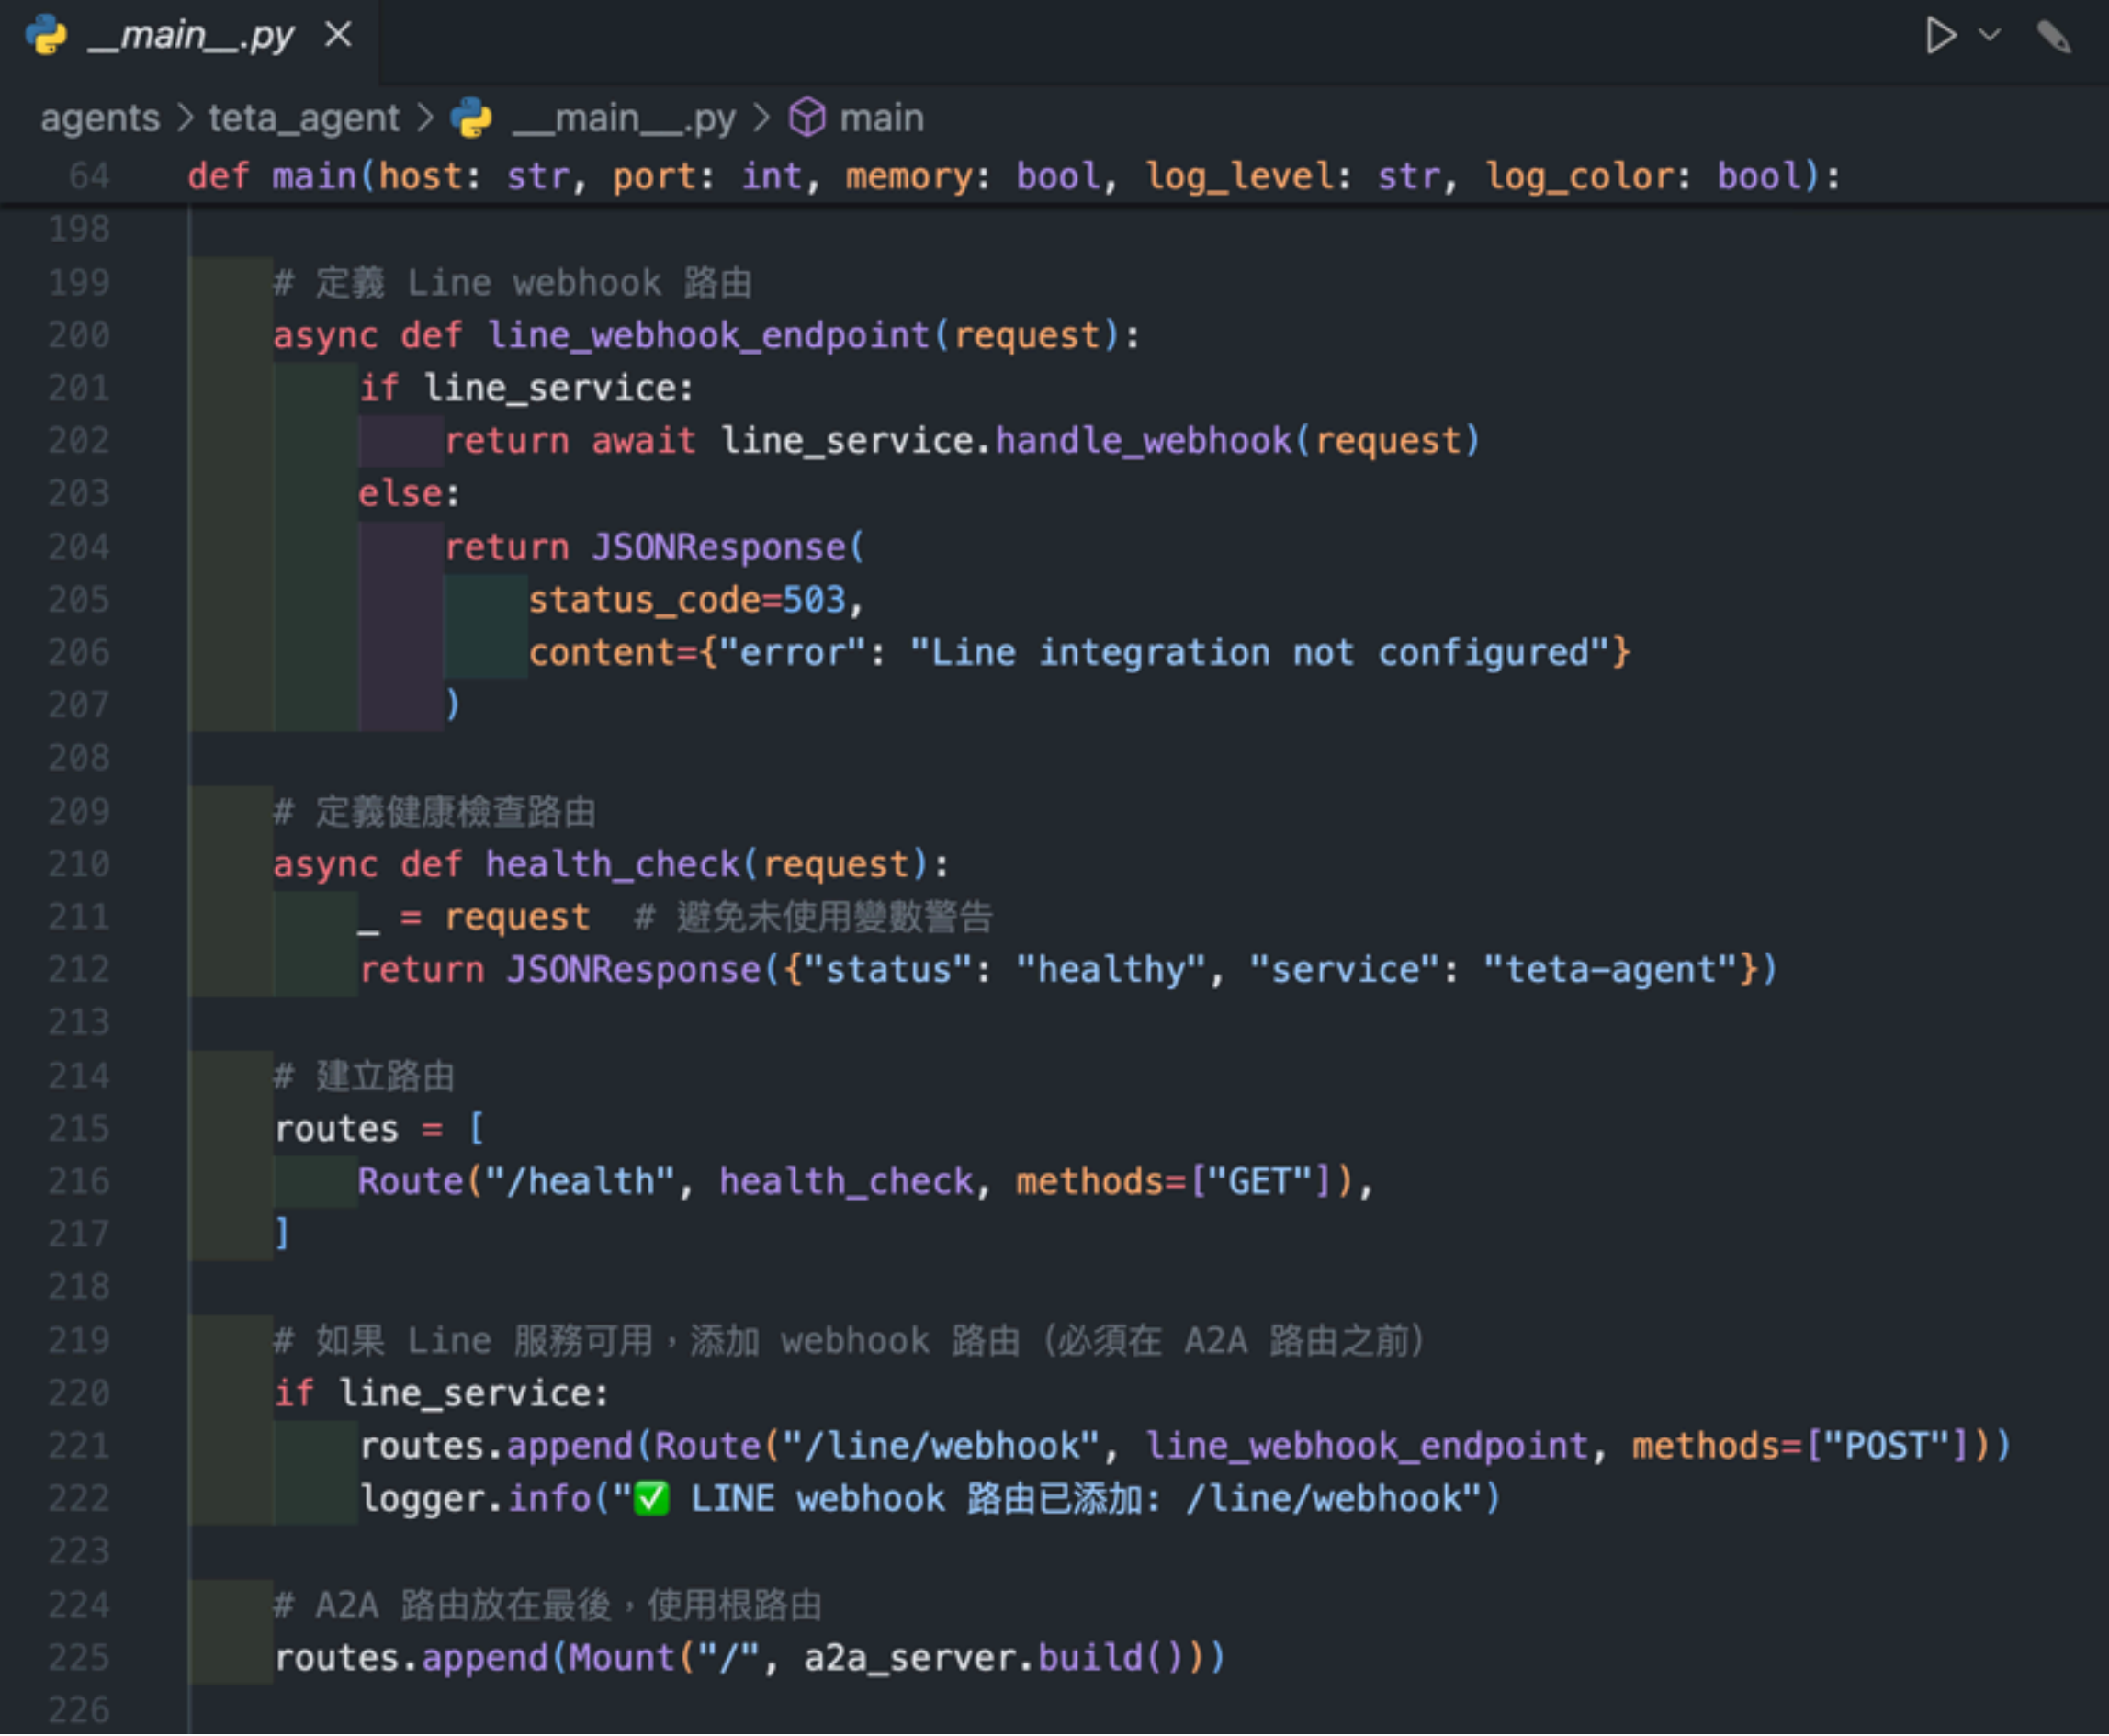 __main__.py
agents > teta_agent > __main__.py > main
64 def main(host: str, port: int, memory: bool, log_level: str, log_color: bool):
198
199 # 定義 Line webhook 路由
200 async def line_webhook_endpoint(request):
201 if line_service:
202 return await line_service.handle_webhook(request)
203 else:
204 return JSONResponse(
205 status_code=503,
206 content={"error": "Line integration not configured"}
207 )
208
209 # 定義健康檢查路由
210 async def health_check(request):
211 _ = request  # 避免未使用變數警告
212 return JSONResponse({"status": "healthy", "service": "teta-agent"})
213
214 # 建立路由
215 routes = [
216 Route("/health", health_check, methods=["GET"]),
217 ]
218
219 # 如果 Line 服務可用，添加 webhook 路由（必須在 A2A 路由之前）
220 if line_service:
221 routes.append(Route("/line/webhook", line_webhook_endpoint, methods=["POST"]))
222 logger.info("✅ LINE webhook 路由已添加: /line/webhook")
223
224 # A2A 路由放在最後，使用根路由
225 routes.append(Mount("/", a2a_server.build()))
226